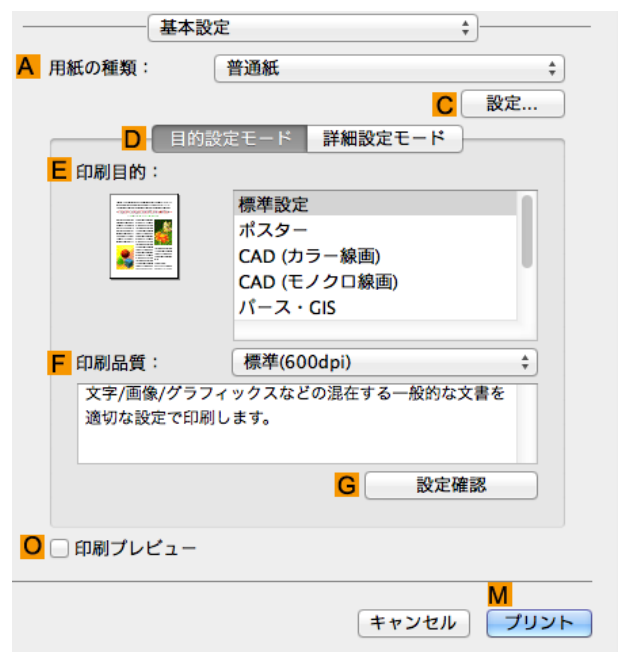 基本設定
A 用紙の種類： 普通紙
C 設定...
D 目的設定モード 詳細設定モード
E 印刷目的：
標準設定
ポスター
CAD (カラー線画)
CAD (モノクロ線画)
パース・GIS
F 印刷品質： 標準(600dpi)
文字/画像/グラフィックスなどの混在する一般的な文書を
適切な設定で印刷します。
G 設定確認
O 印刷プレビュー
M
キャンセル プリント